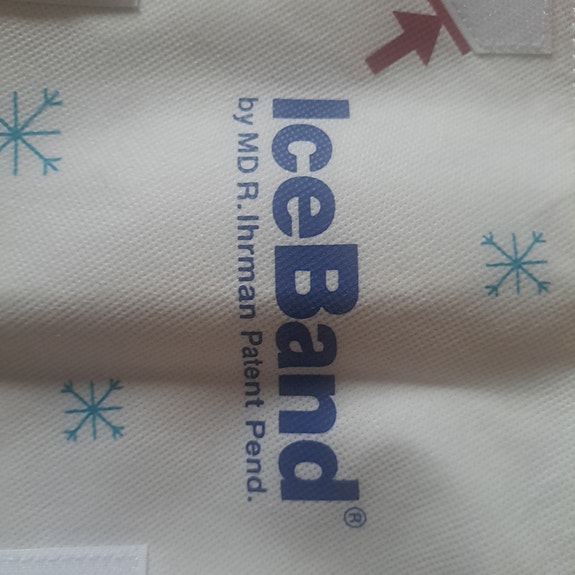 IceBand®
by MD R. Ihrman Patent Pend.